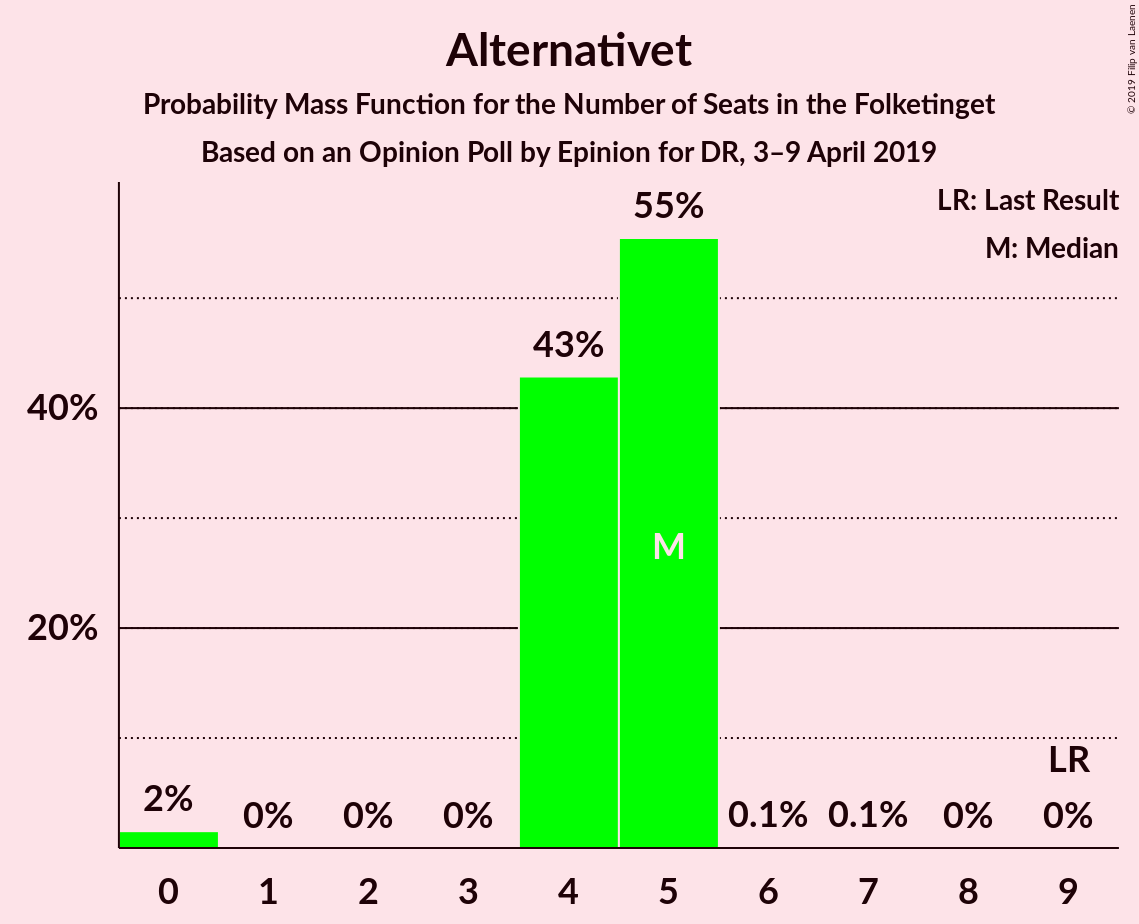 Alternativet
Probability Mass Function for the Number of Seats in the Folketinget
Based on an Opinion Poll by Epinion for DR, 3–9 April 2019
© 2019 Filip van Laenen
LR: Last Result
M: Median
55%
43%
40%
M
20%
LR
2%
0%
0%
0%
0.1%
0.1%
0%
0%
0
1
2
3
4
5
6
7
8
9